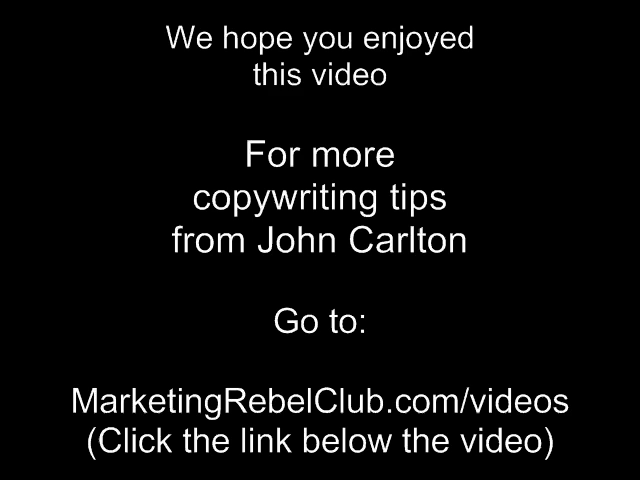 We hope you enjoyed
this video
For more
copywriting tips
from John Carlton
Go to:
MarketingRebelClub.com/videos
(Click the link below the video)